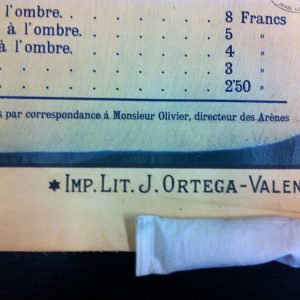 l'ombre. . . . . . . . 8 Francs
à l'ombre. . . . . . 5 »
à l'ombre. . . . . . 4 »
. . . . . . . 3 »
. . . . . . . 2'50 »
s par correspondance á Monsieur Olivier, directeur des Arènes
✶ IMP. LIT. J. ORTEGA-VALEN